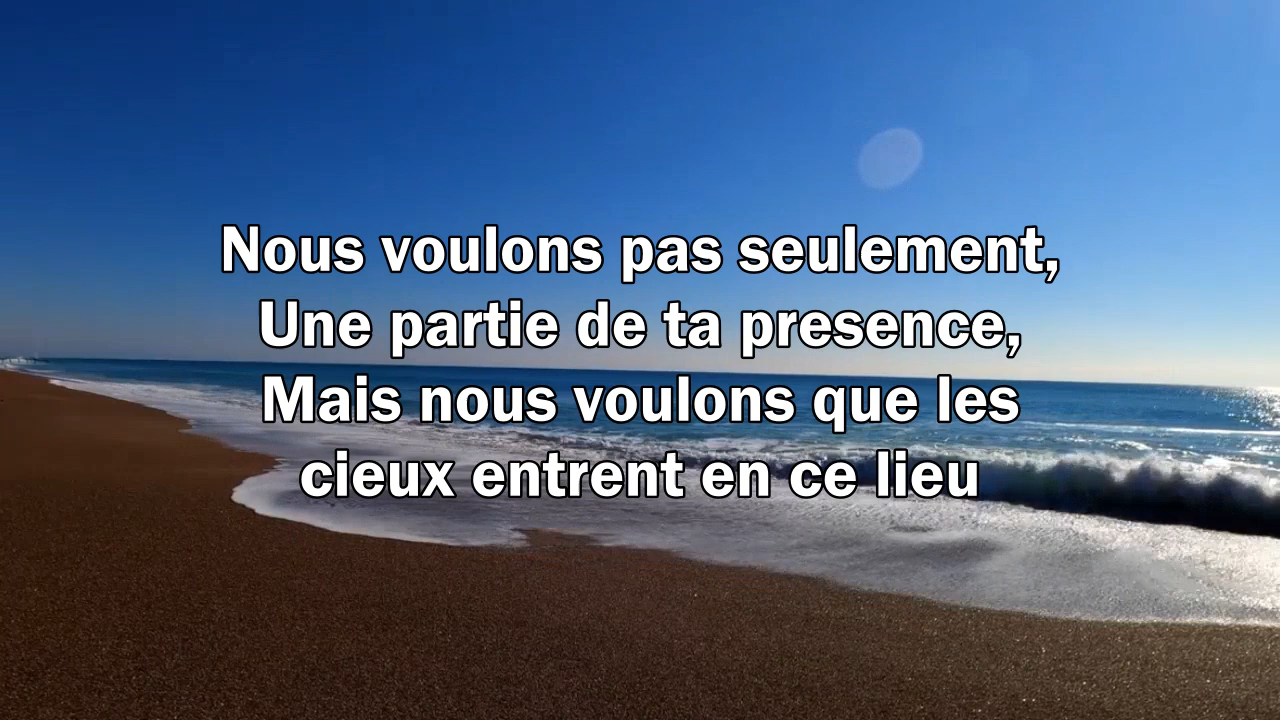 Nous voulons pas seulement,
Une partie de ta presence,
Mais nous voulons que les
cieux entrent en ce lieu